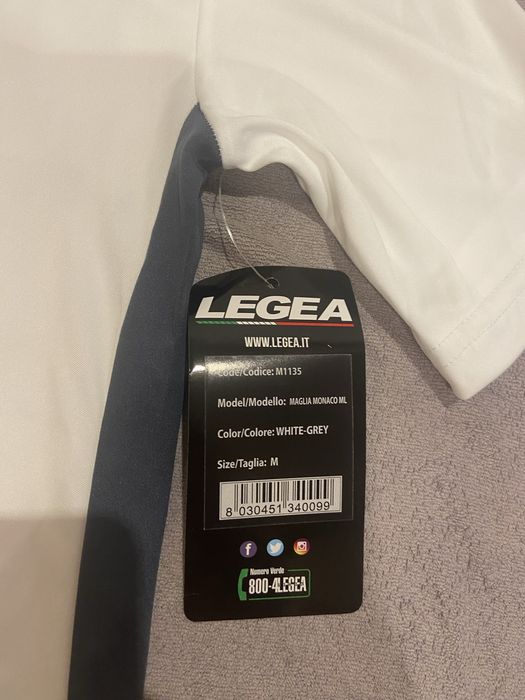 LEGEA
WWW.LEGEA.IT
Code/Codice: M1135
Model/Modello: MAGLIA MONACO ML
Color/Colore: WHITE-GREY
Size/Taglia: M
8 030451 340099
f
Numero Verde
800-4LEGEA